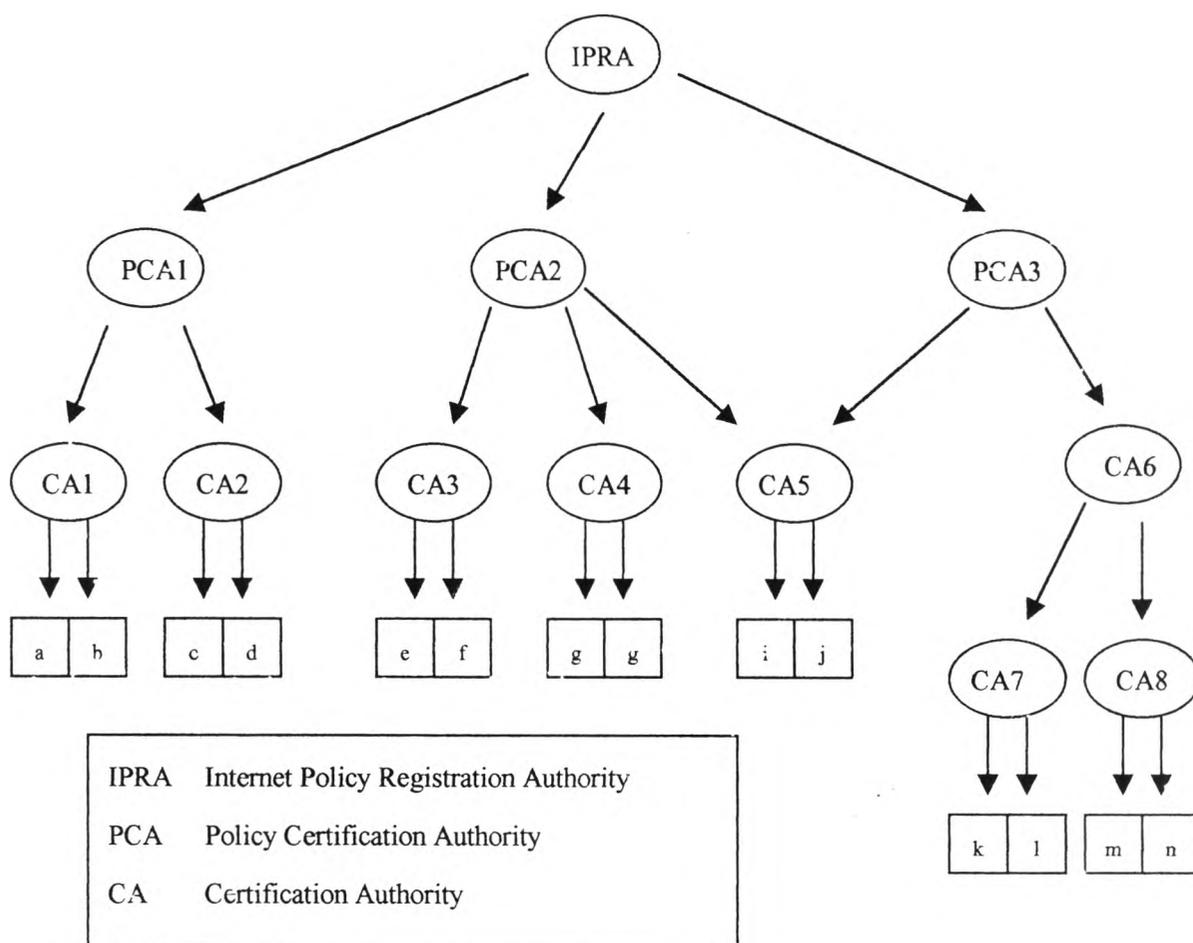 IPRA
PCA1 PCA2 PCA3
CA1 CA2 CA3 CA4 CA5 CA6
a b c d e f g g i j
CA7 CA8
k l m n
IPRA Internet Policy Registration Authority
PCA Policy Certification Authority
CA Certification Authority